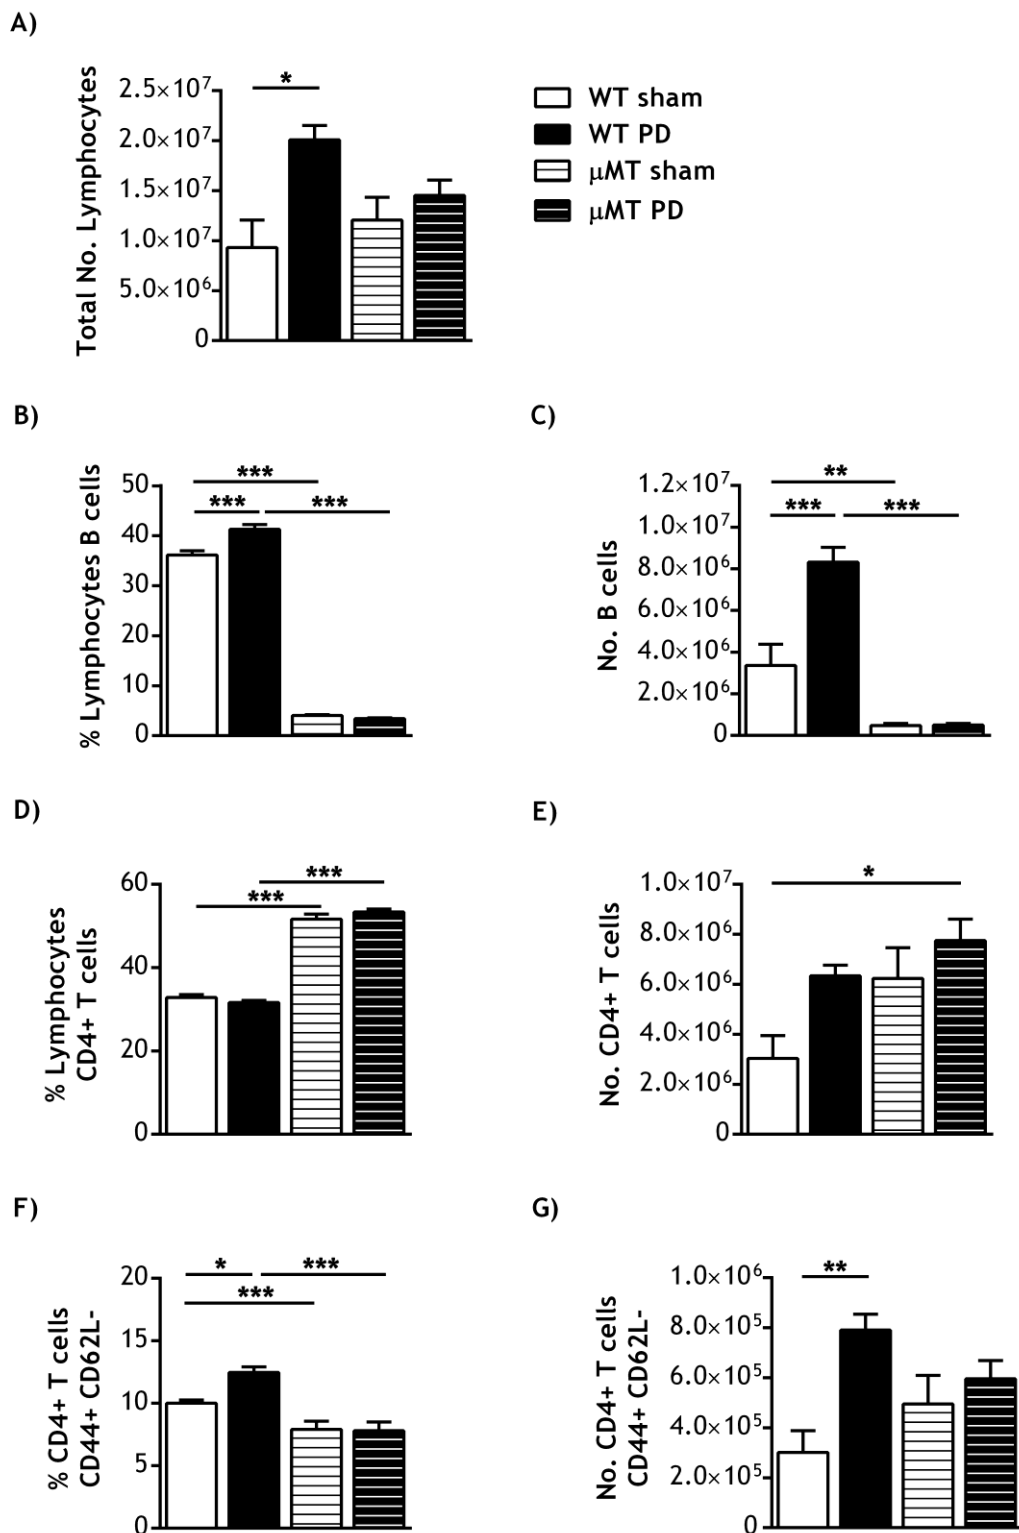 A)
Total No. Lymphocytes
2.5×10⁷
2.0×10⁷
1.5×10⁷
1.0×10⁷
5.0×10⁶
0
*
WT sham
WT PD
μMT sham
μMT PD
B)
% Lymphocytes B cells
50
40
30
20
10
0
***
*** ***
C)
No. B cells
1.2×10⁷
1.0×10⁷
8.0×10⁶
6.0×10⁶
4.0×10⁶
2.0×10⁶
0
**
*** ***
D)
% Lymphocytes
CD4+ T cells
60
40
20
0
***
***
E)
No. CD4+ T cells
1.0×10⁷
8.0×10⁶
6.0×10⁶
4.0×10⁶
2.0×10⁶
0
*
F)
% CD4+ T cells
CD44+ CD62L-
20
15
10
5
0
* ***
***
G)
No. CD4+ T cells
CD44+ CD62L-
1.0×10⁶
8.0×10⁵
6.0×10⁵
4.0×10⁵
2.0×10⁵
0
**